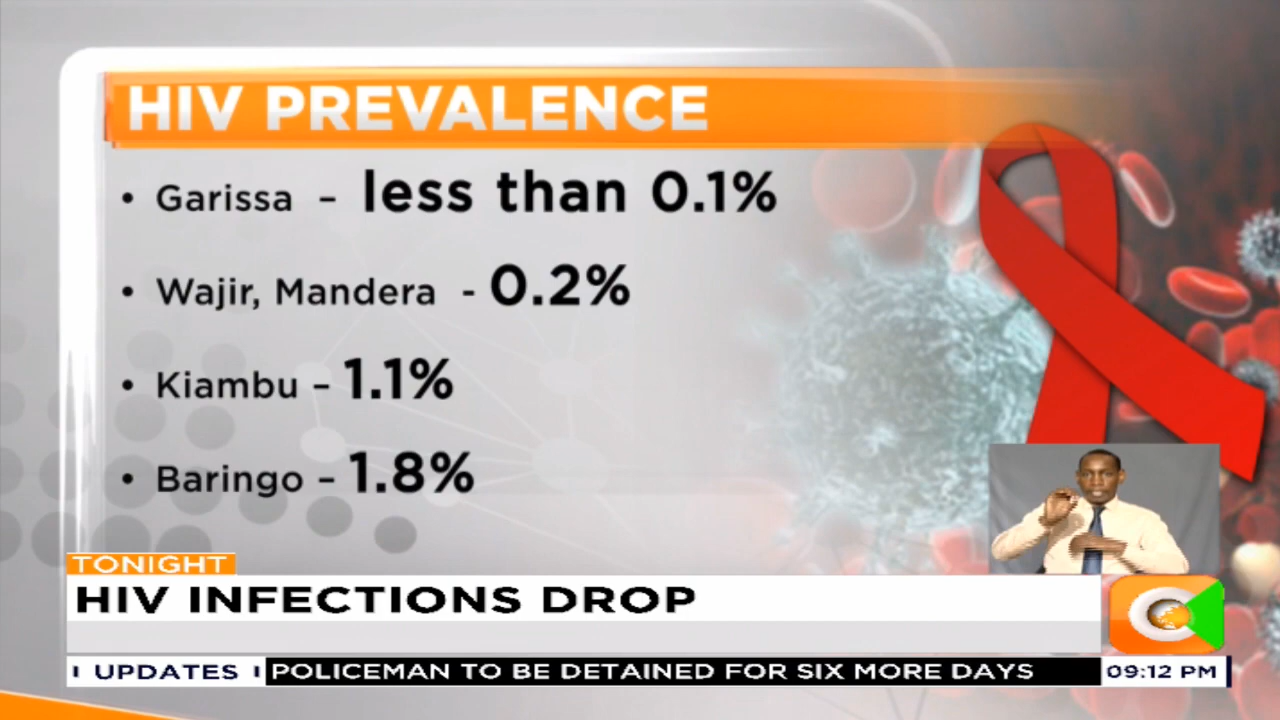 HIV PREVALENCE
• Garissa – less than 0.1%
• Wajir, Mandera - 0.2%
• Kiambu – 1.1%
• Baringo – 1.8%
TONIGHT
HIV INFECTIONS DROP
UPDATES POLICEMAN TO BE DETAINED FOR SIX MORE DAYS 09:12 PM